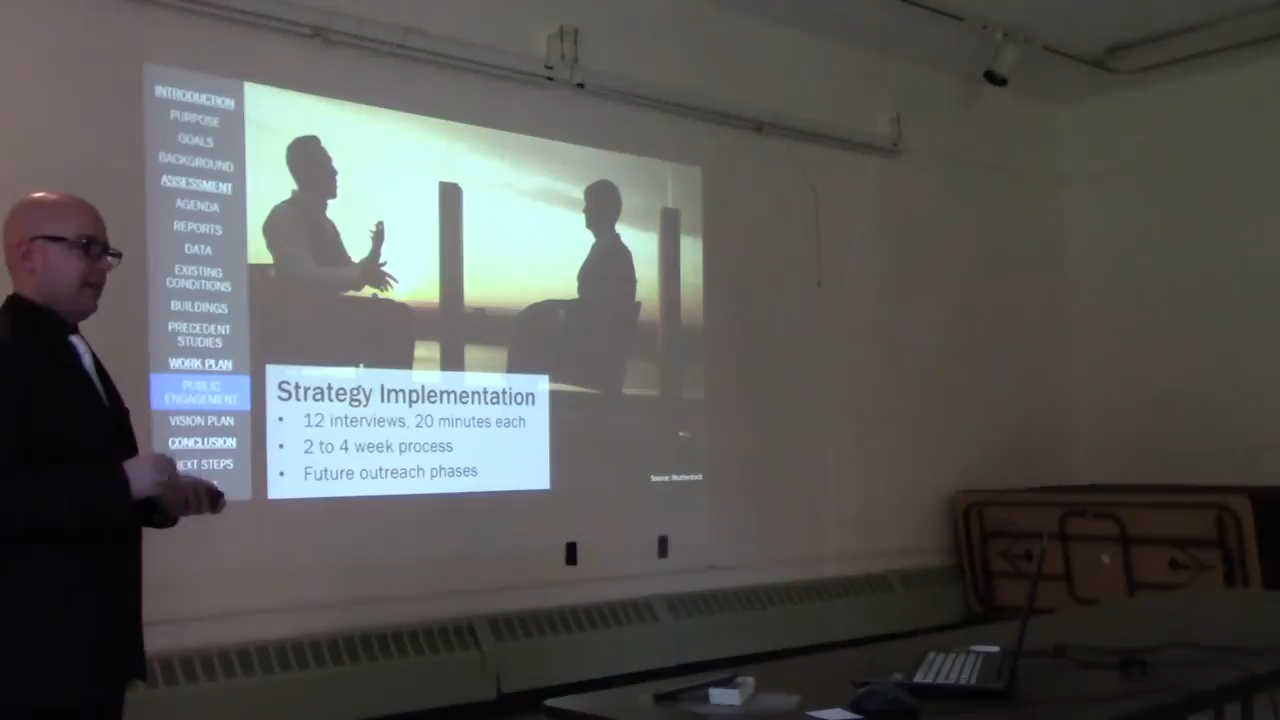 INTRODUCTION
PURPOSE
GOALS
BACKGROUND
ASSESSMENT
AGENDA
REPORTS
DATA
EXISTING
CONDITIONS
BUILDINGS
PRECEDENT
STUDIES
WORK PLAN
PUBLIC
ENGAGEMENT
VISION PLAN
CONCLUSION
NEXT STEPS
Strategy Implementation
• 12 interviews, 20 minutes each
• 2 to 4 week process
• Future outreach phases
Source: Shutterstock